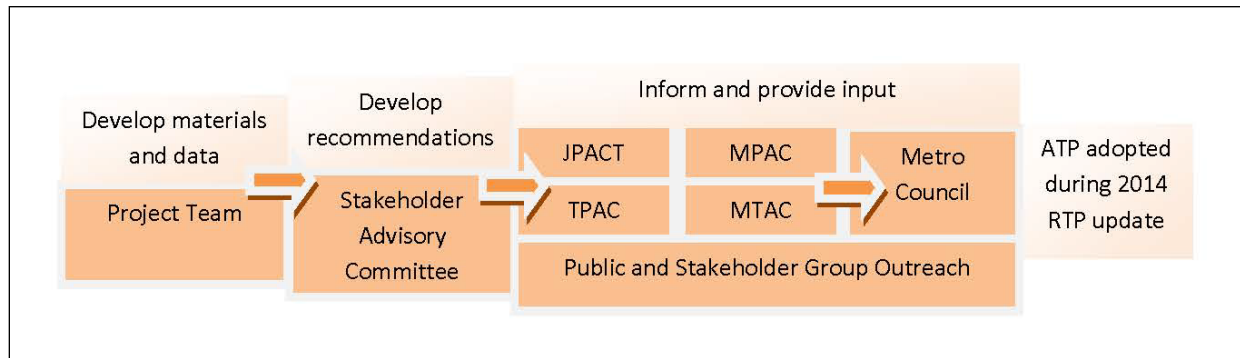 Develop materials
and data
Project Team
Develop
recommendations
Stakeholder
Advisory
Committee
Inform and provide input
JPACT
MPAC
TPAC
MTAC
Metro
Council
Public and Stakeholder Group Outreach
ATP adopted
during 2014
RTP update